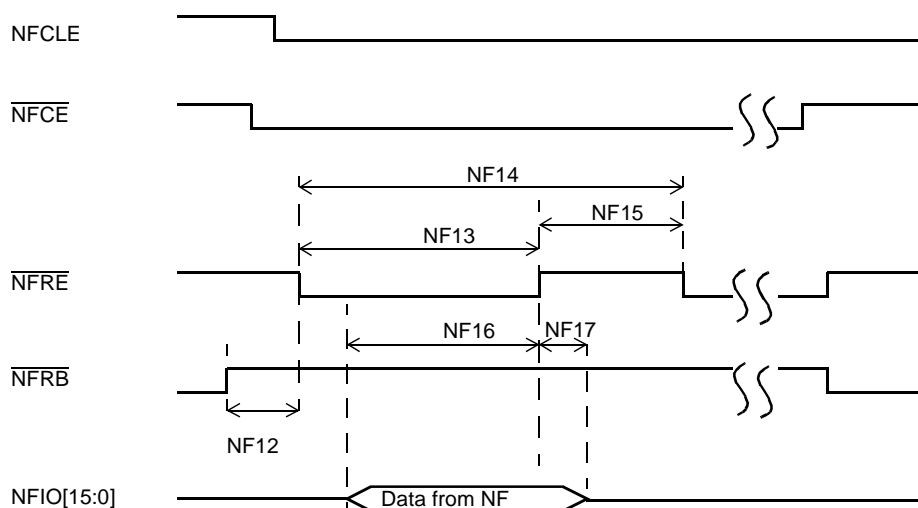 NFCLE
NFCE
NF14
NF15
NF13
NFRE
NF16 NF17
NFRB
NF12
NFIO[15:0] Data from NF